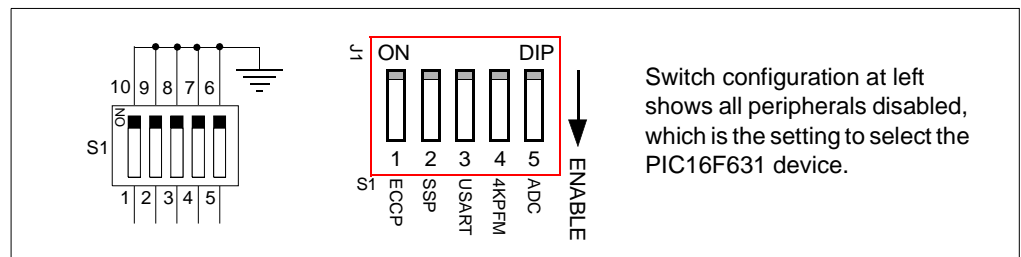 10 9 8 7 6
ON
S1
1 2 3 4 5
J1
ON DIP
1 2 3 4 5
S1
ECCP
SSP
USART
4KPFM
ADC
ENABLE
Switch configuration at left
shows all peripherals disabled,
which is the setting to select the
PIC16F631 device.